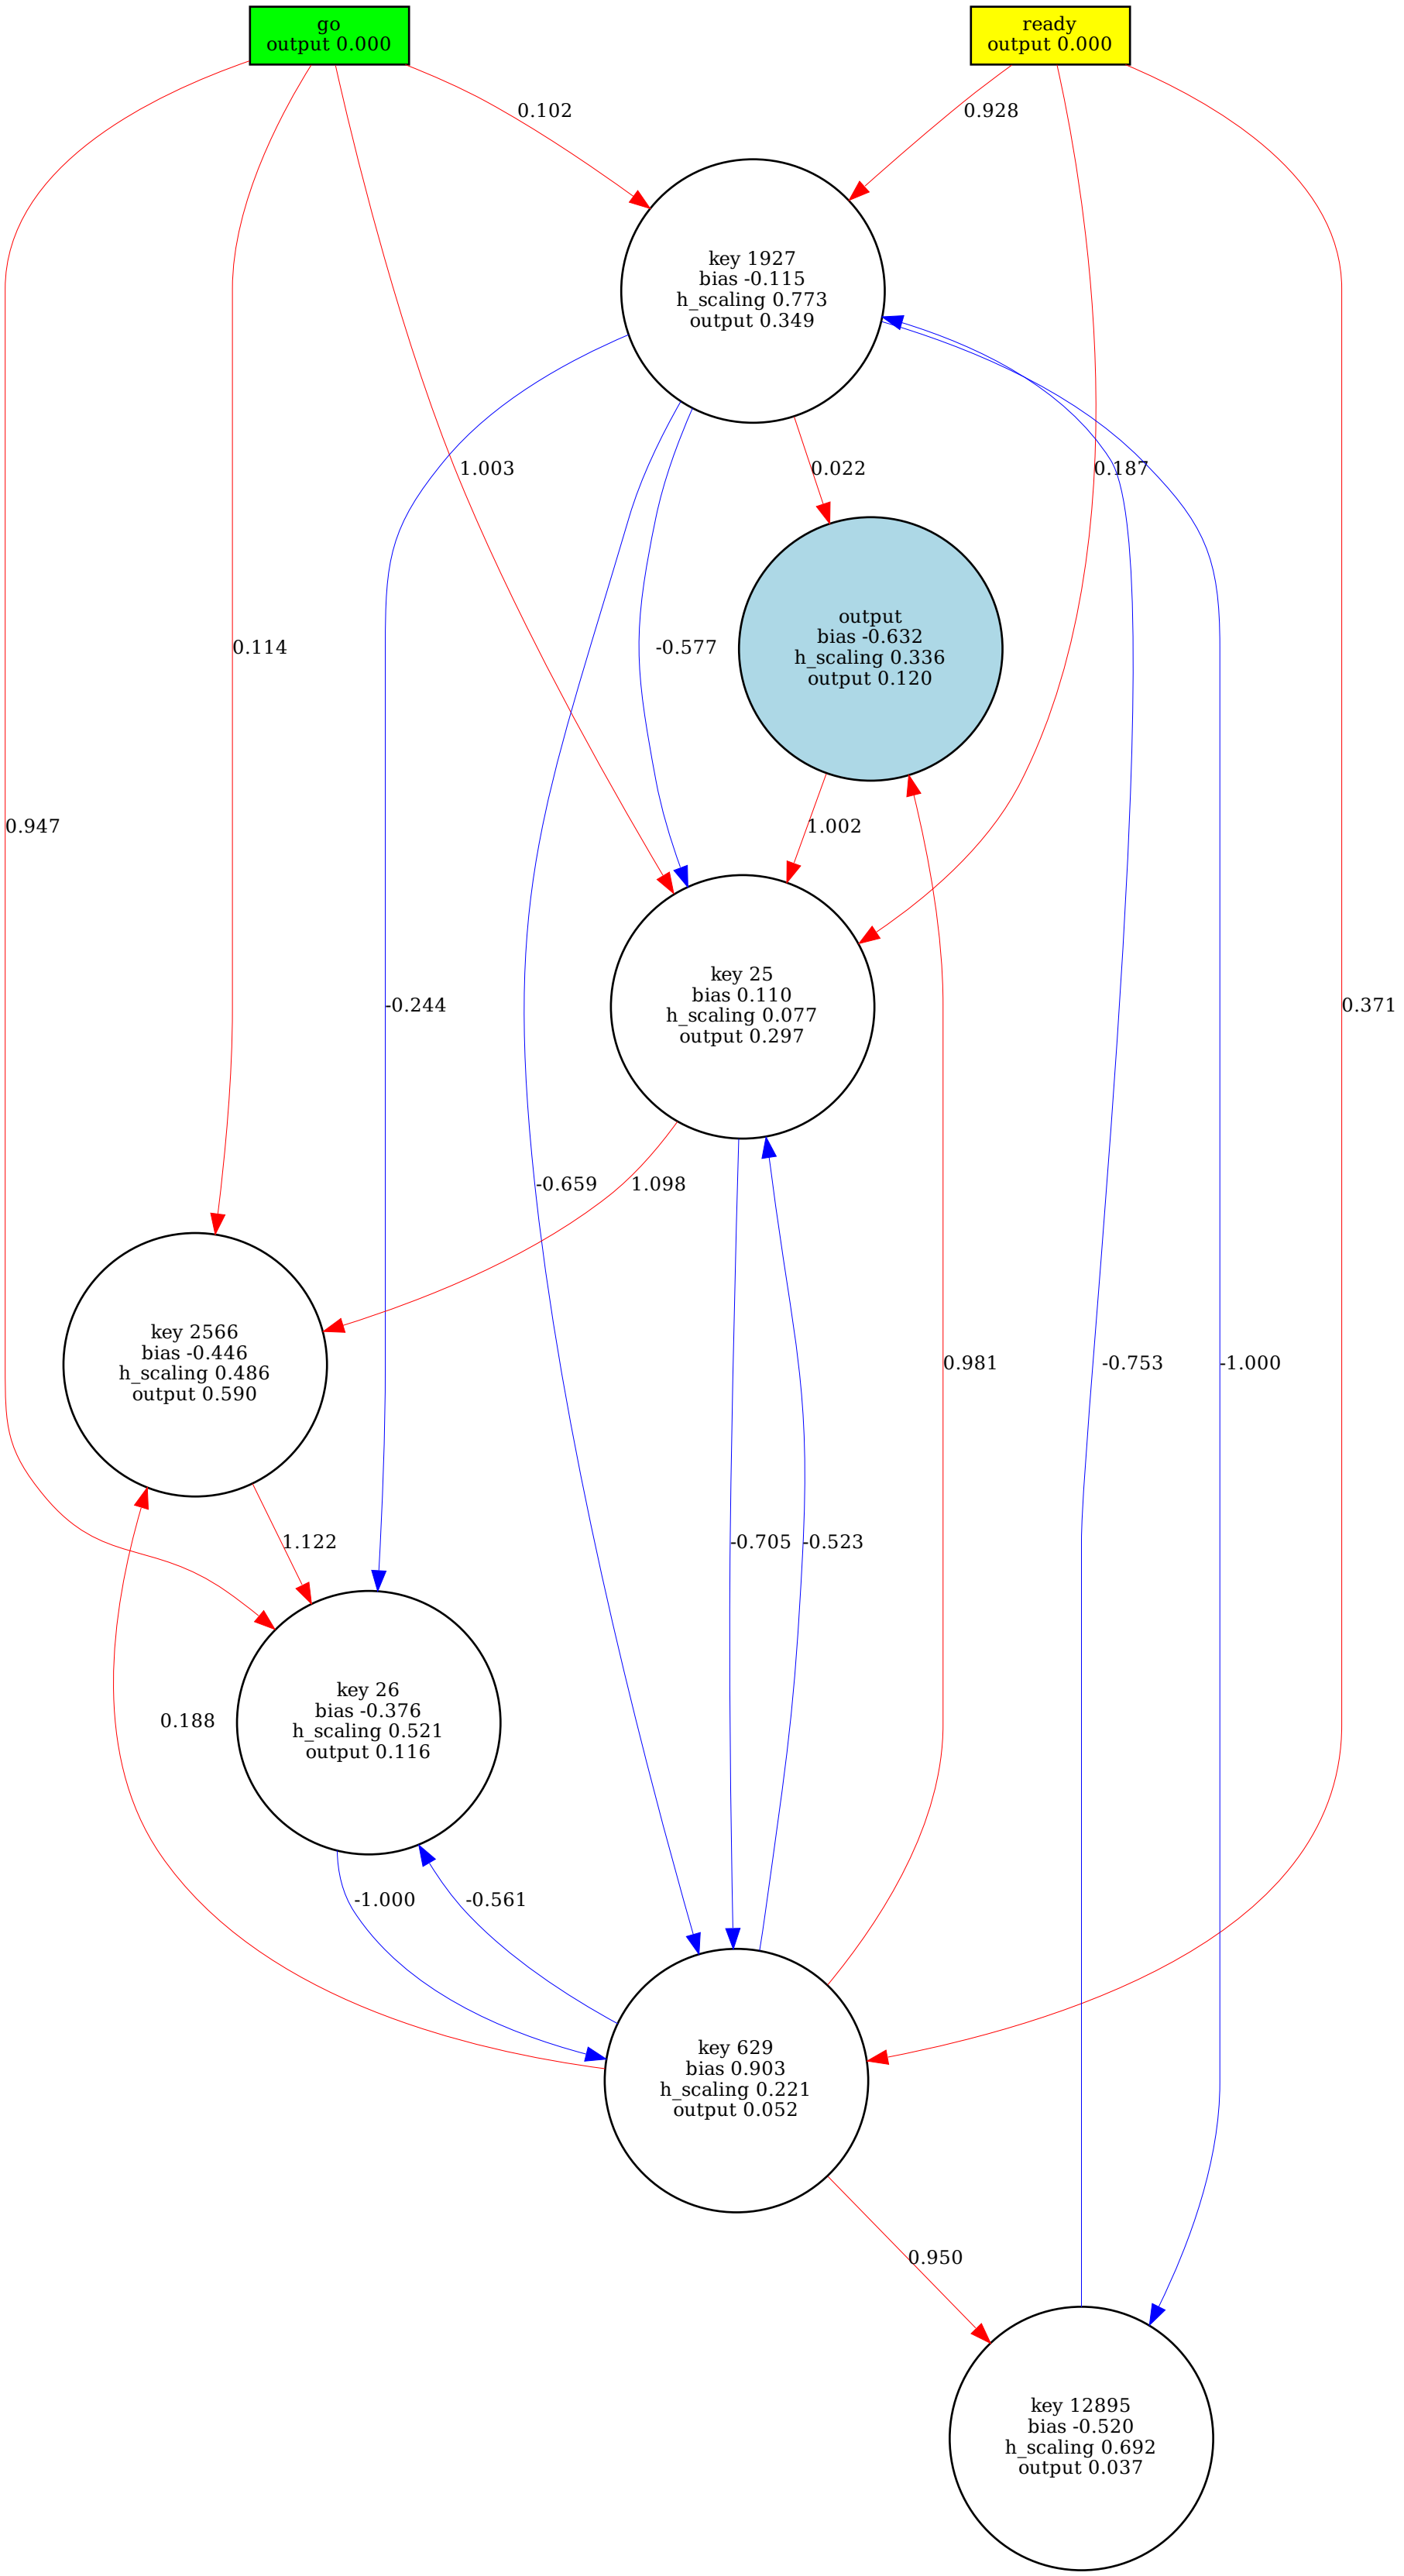 go
output 0.000
ready
output 0.000
0.102
0.928
key 1927
bias -0.115
h_scaling 0.773
output 0.349
1.003
0.022
0.187
output
bias -0.632
h_scaling 0.336
output 0.120
0.114
-0.577
0.947
1.002
key 25
bias 0.110
h_scaling 0.077
output 0.297
-0.244
0.371
-0.659
1.098
key 2566
bias -0.446
h_scaling 0.486
output 0.590
0.981
-0.753
-1.000
1.122
-0.705
-0.523
key 26
bias -0.376
h_scaling 0.521
output 0.116
0.188
-1.000
-0.561
key 629
bias 0.903
h_scaling 0.221
output 0.052
0.950
key 12895
bias -0.520
h_scaling 0.692
output 0.037